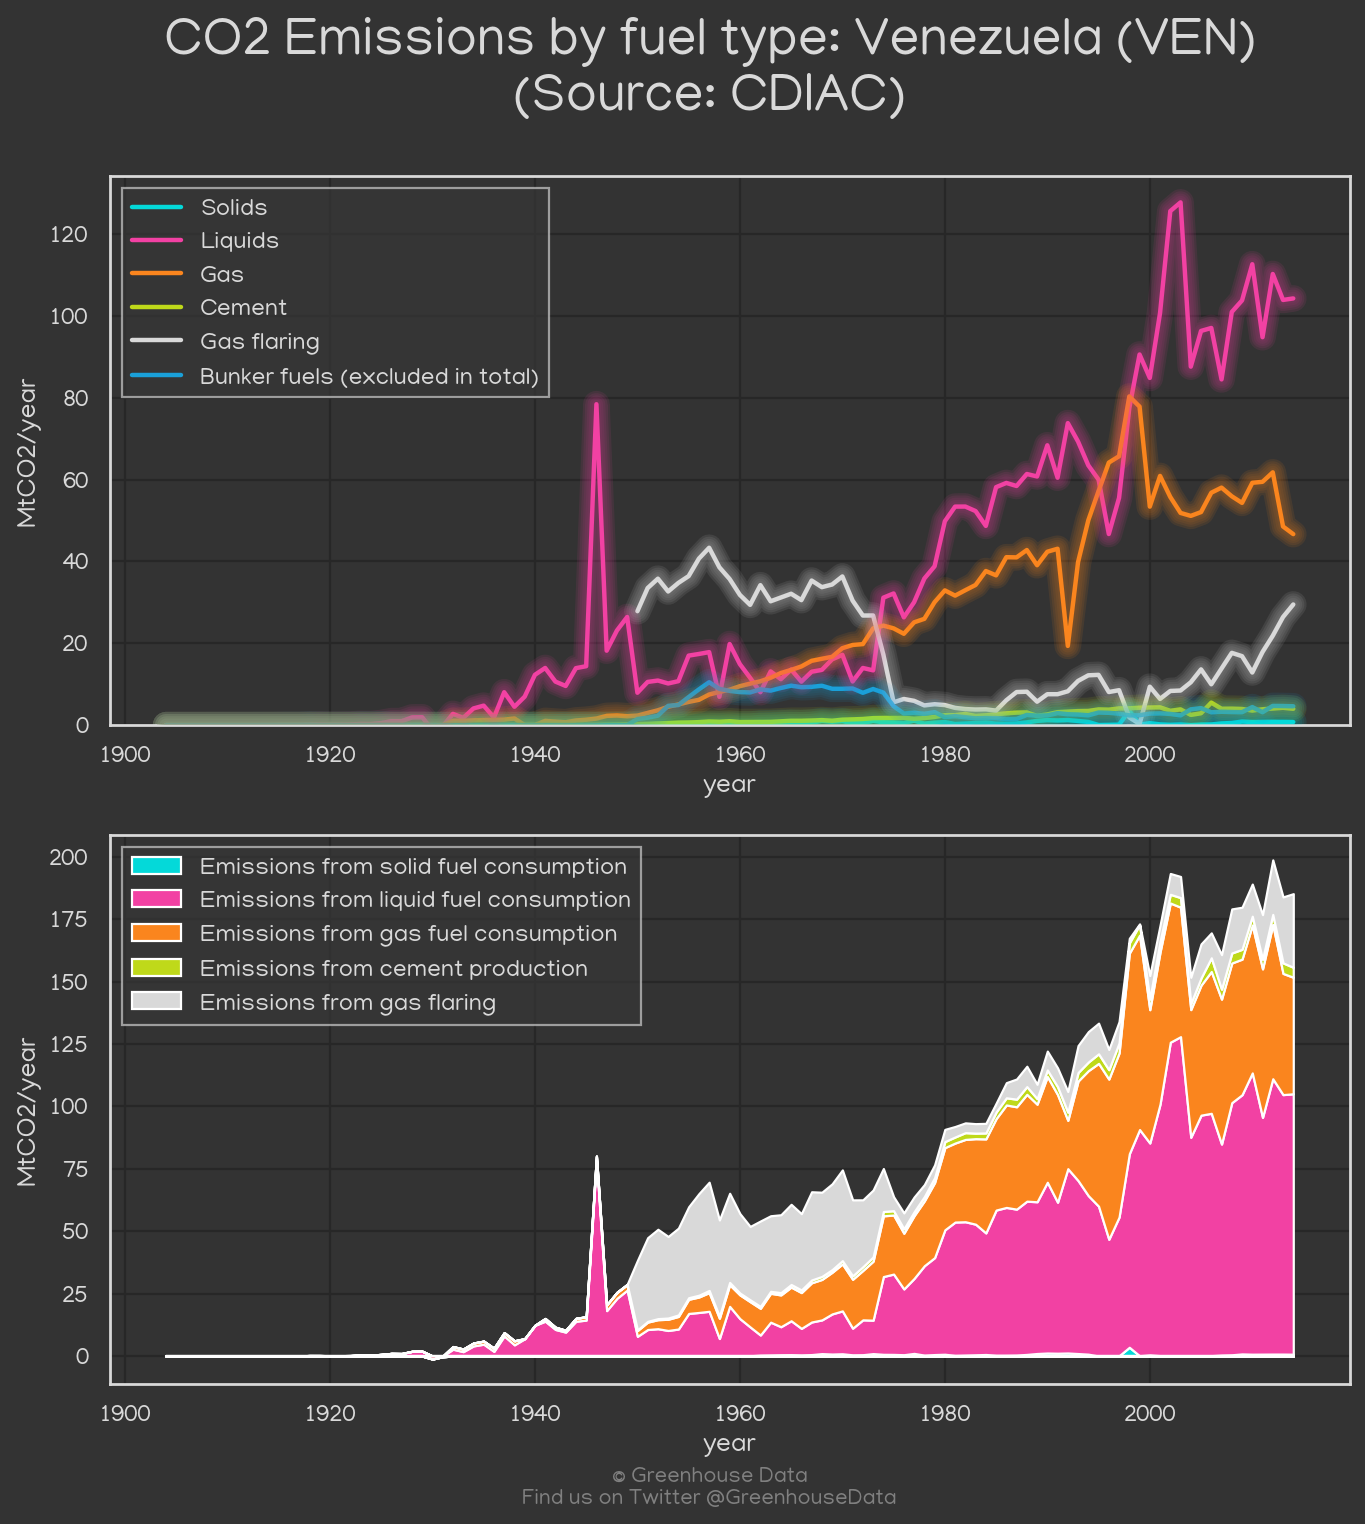 CO2 Emissions by fuel type: Venezuela (VEN)
(Source: CDIAC)
Solids
Liquids
Gas
Cement
Gas flaring
Bunker fuels (excluded in total)
MtCO2/year
120
100
80
60
40
20
0
1900 1920 1940 1960 1980 2000
year
Emissions from solid fuel consumption
Emissions from liquid fuel consumption
Emissions from gas fuel consumption
Emissions from cement production
Emissions from gas flaring
MtCO2/year
200
175
150
125
100
75
50
25
0
1900 1920 1940 1960 1980 2000
year
© Greenhouse Data
Find us on Twitter @GreenhouseData